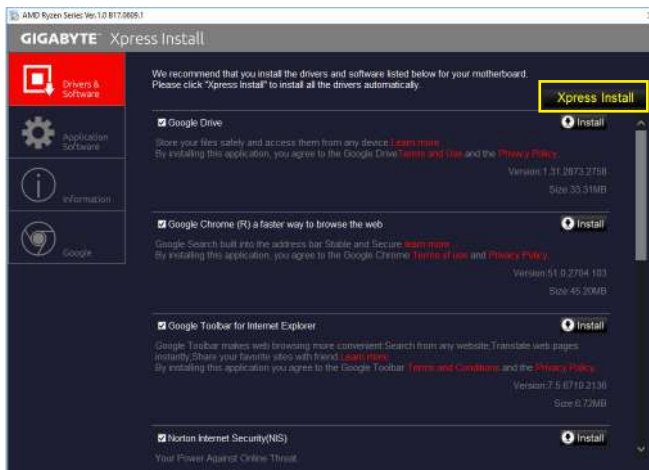 AMD Ryzen Series Ver.1.0 B17.0609.1
GIGABYTE Xpress Install
Drivers &
Software
Application
Software
Information
Google
We recommend that you install the drivers and software listed below for your motherboard.
Please click "Xpress Install" to install all the drivers automatically.
Xpress Install
Google Drive
Install
Store your files safely and access them from any device.Learn more
By installing this application, you agree to the Google DriveTerms and Use and the Privacy Policy.
Version:1.31.2873.2758
Size:33.31MB
Google Chrome (R) a faster way to browse the web
Install
Google Search built into the address bar Stable and Secure learn more
By installing this application, you agree to the Google Chrome Terms of use and Privacy Policy.
Version:51.0.2704.103
Size:45.20MB
Google Toolbar for Internet Explorer
Install
Google Toolbar makes web browsing more convenient.Search from any website,Translate web pages
instantly,Share your favorite sites with friend.Learn more.
By installing this application you agree to the Google Toolbar Terms and Conditions and the Privacy Policy.
Version:7.5.6710.2136
Size:6.72MB
Norton Internet Security(NIS)
Install
Your Power Against Online Threat.